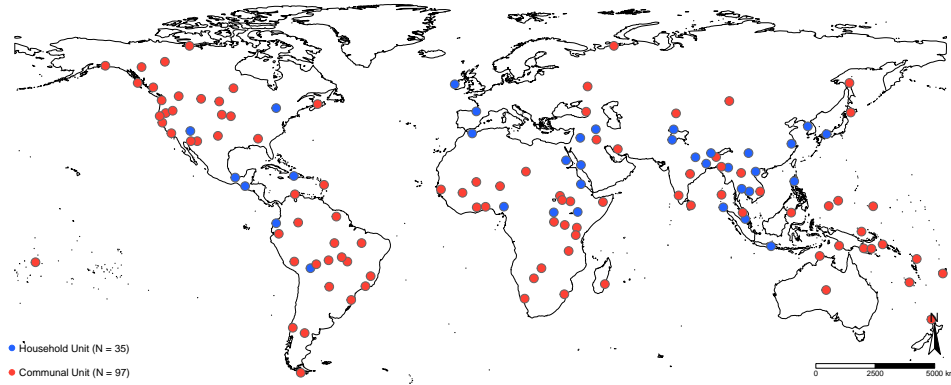 Household Unit (N = 35)
Communal Unit (N = 97)
N
0 2500 5000 km